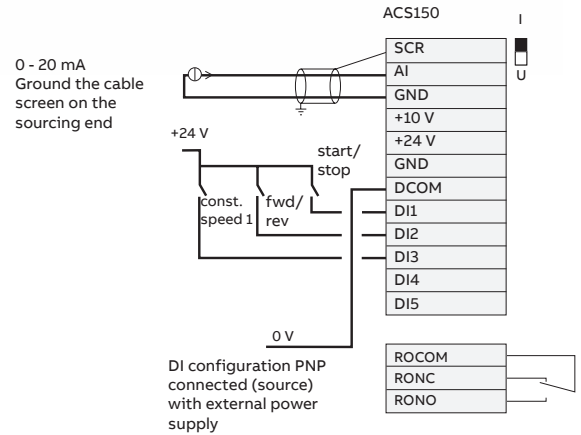 ACS150
I
U
0 - 20 mA
Ground the cable
screen on the
sourcing end
SCR
AI
GND
+10 V
+24 V
GND
DCOM
DI1
DI2
DI3
DI4
DI5
+24 V
start/
stop
fwd/
rev
const.
speed 1
0 V
DI configuration PNP
connected (source)
with external power
supply
ROCOM
RONC
RONO